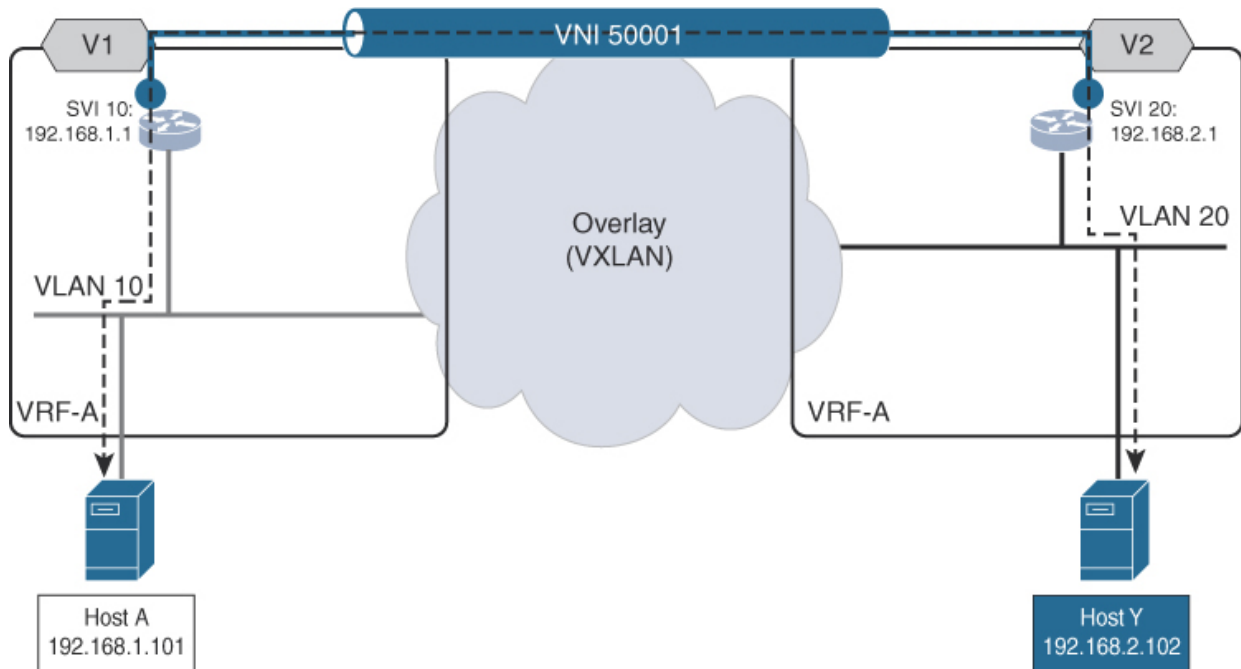 V1
VNI 50001
V2
SVI 10:
192.168.1.1
SVI 20:
192.168.2.1
Overlay
(VXLAN)
VLAN 20
VLAN 10
VRF-A
VRF-A
Host A
192.168.1.101
Host Y
192.168.2.102